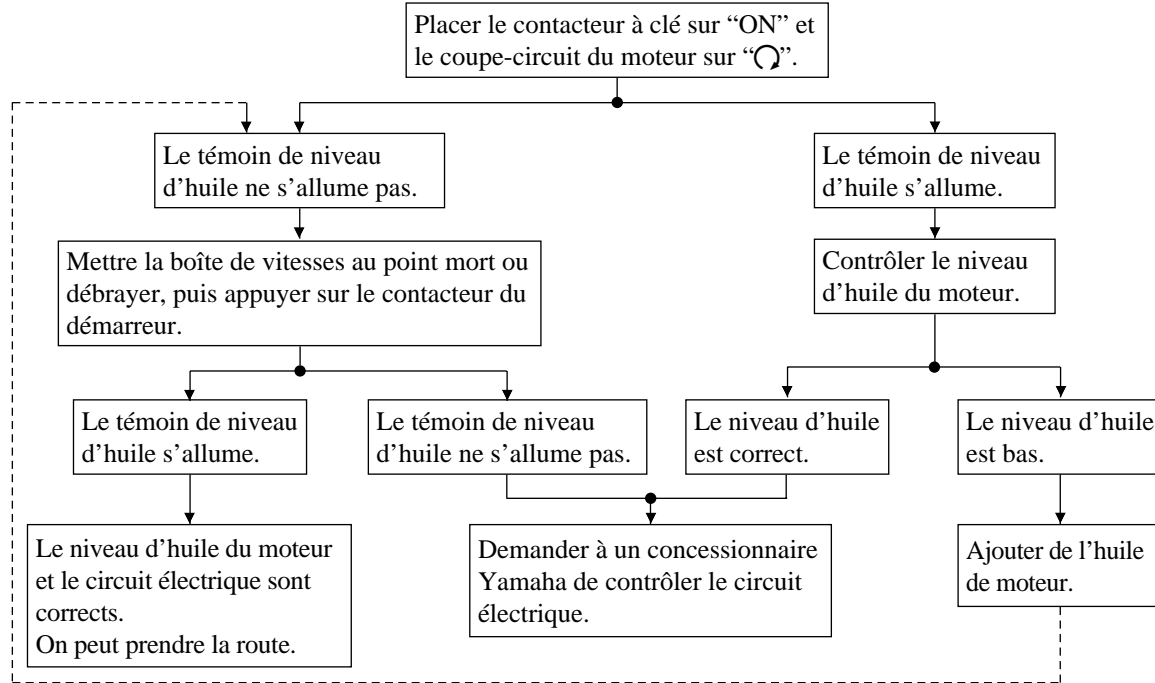 Placer le contacteur à clé sur “ON” et
le coupe-circuit du moteur sur “”.
Le témoin de niveau
d’huile ne s’allume pas.
Le témoin de niveau
d’huile s’allume.
Mettre la boîte de vitesses au point mort ou
débrayer, puis appuyer sur le contacteur du
démarreur.
Contrôler le niveau
d’huile du moteur.
Le témoin de niveau
d’huile s’allume.
Le témoin de niveau
d’huile ne s’allume pas.
Le niveau d’huile
est correct.
Le niveau d’huile
est bas.
Le niveau d’huile du moteur
et le circuit électrique sont
corrects.
On peut prendre la route.
Demander à un concessionnaire
Yamaha de contrôler le circuit
électrique.
Ajouter de l’huile
de moteur.